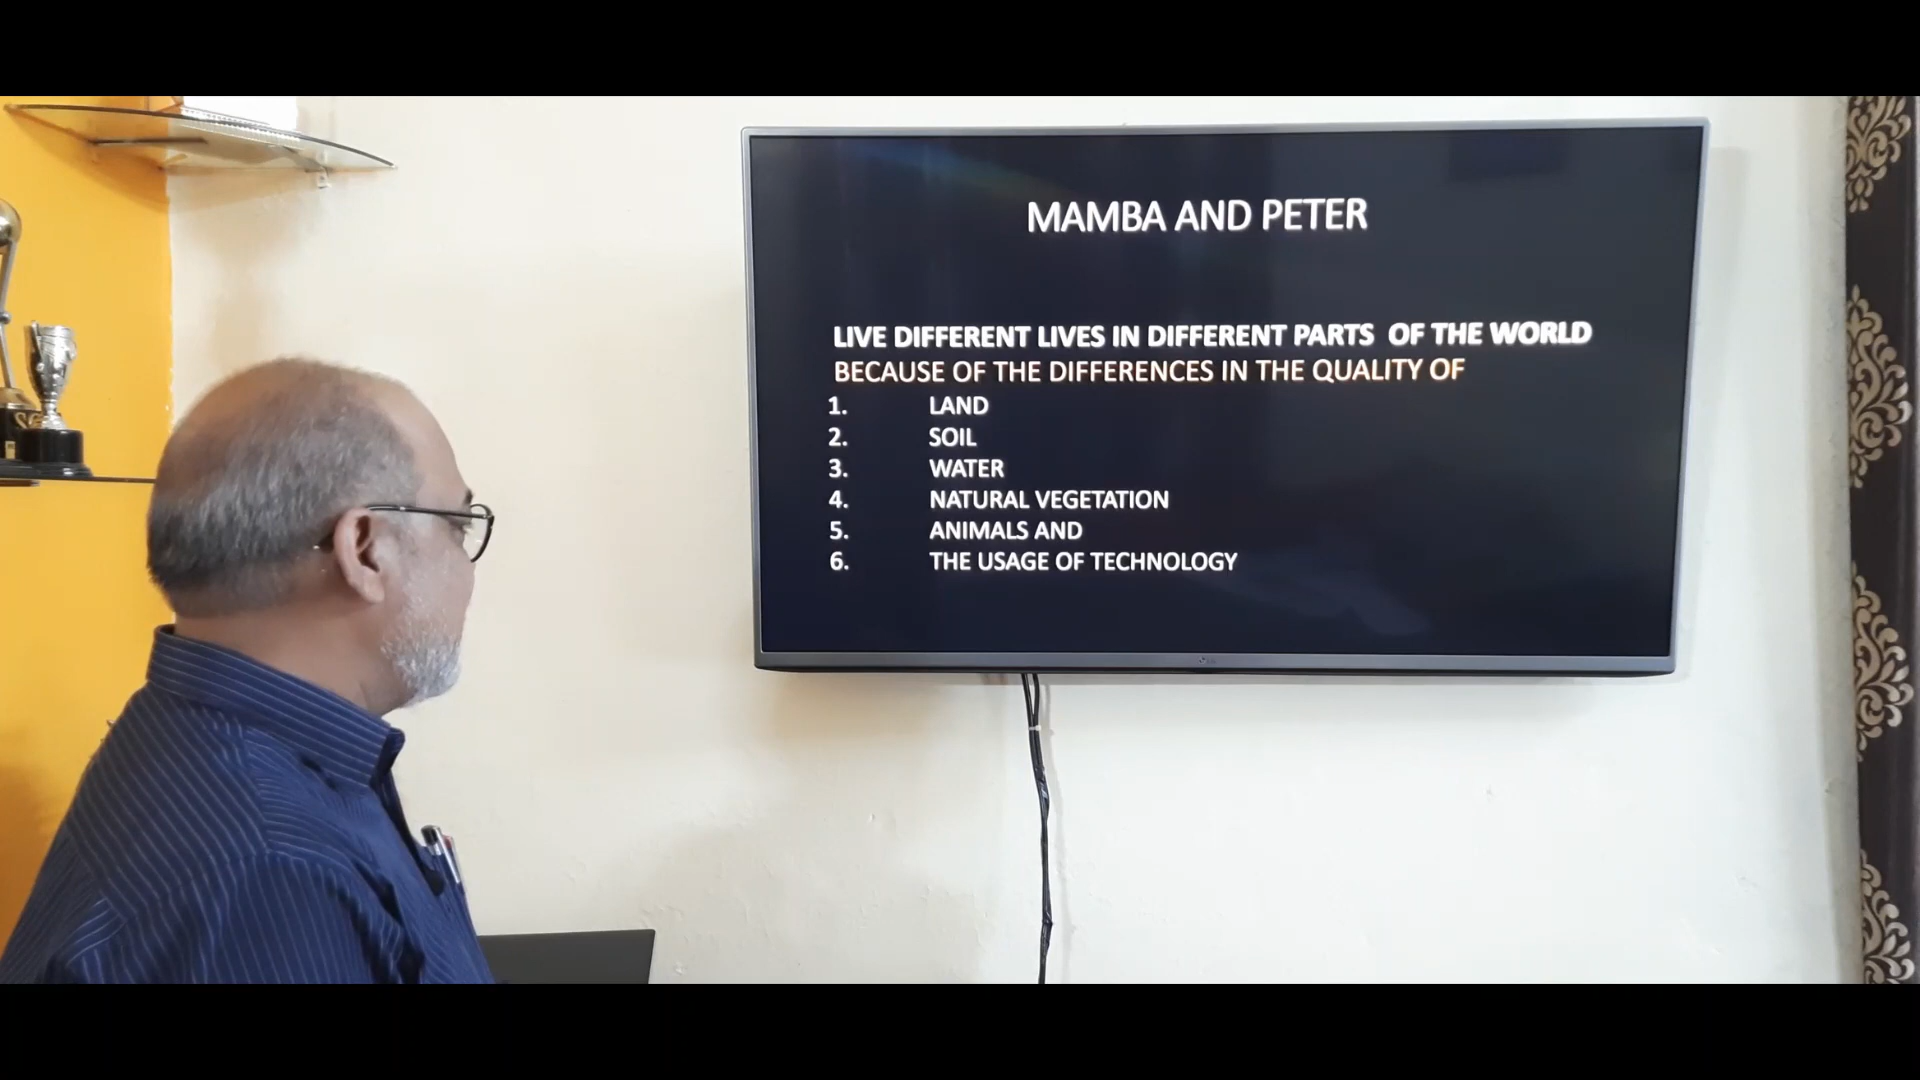 MAMBA AND PETER
LIVE DIFFERENT LIVES IN DIFFERENT PARTS OF THE WORLD
BECAUSE OF THE DIFFERENCES IN THE QUALITY OF
1. LAND
2. SOIL
3. WATER
4. NATURAL VEGETATION
5. ANIMALS AND
6. THE USAGE OF TECHNOLOGY